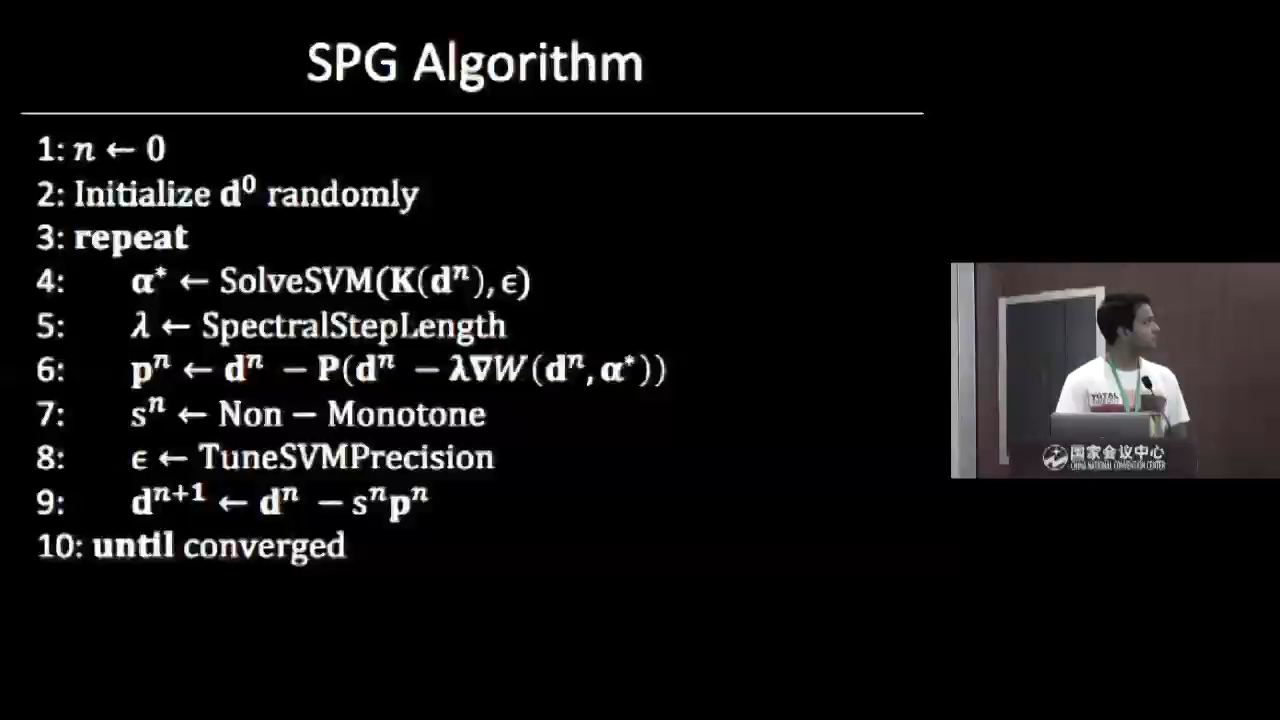 SPG Algorithm
1: n ← 0
2: Initialize d⁰ randomly
3: repeat
4: α* ← SolveSVM(K(dⁿ), ϵ)
5: λ ← SpectralStepLength
6: pⁿ ← dⁿ − P(dⁿ − λ∇W(dⁿ, α*))
7: sⁿ ← Non − Monotone
8: ϵ ← TuneSVMPrecision
9: dⁿ⁺¹ ← dⁿ − sⁿpⁿ
10: until converged
TOTAL
国家会议中心
CHINA NATIONAL CONVENTION CENTER